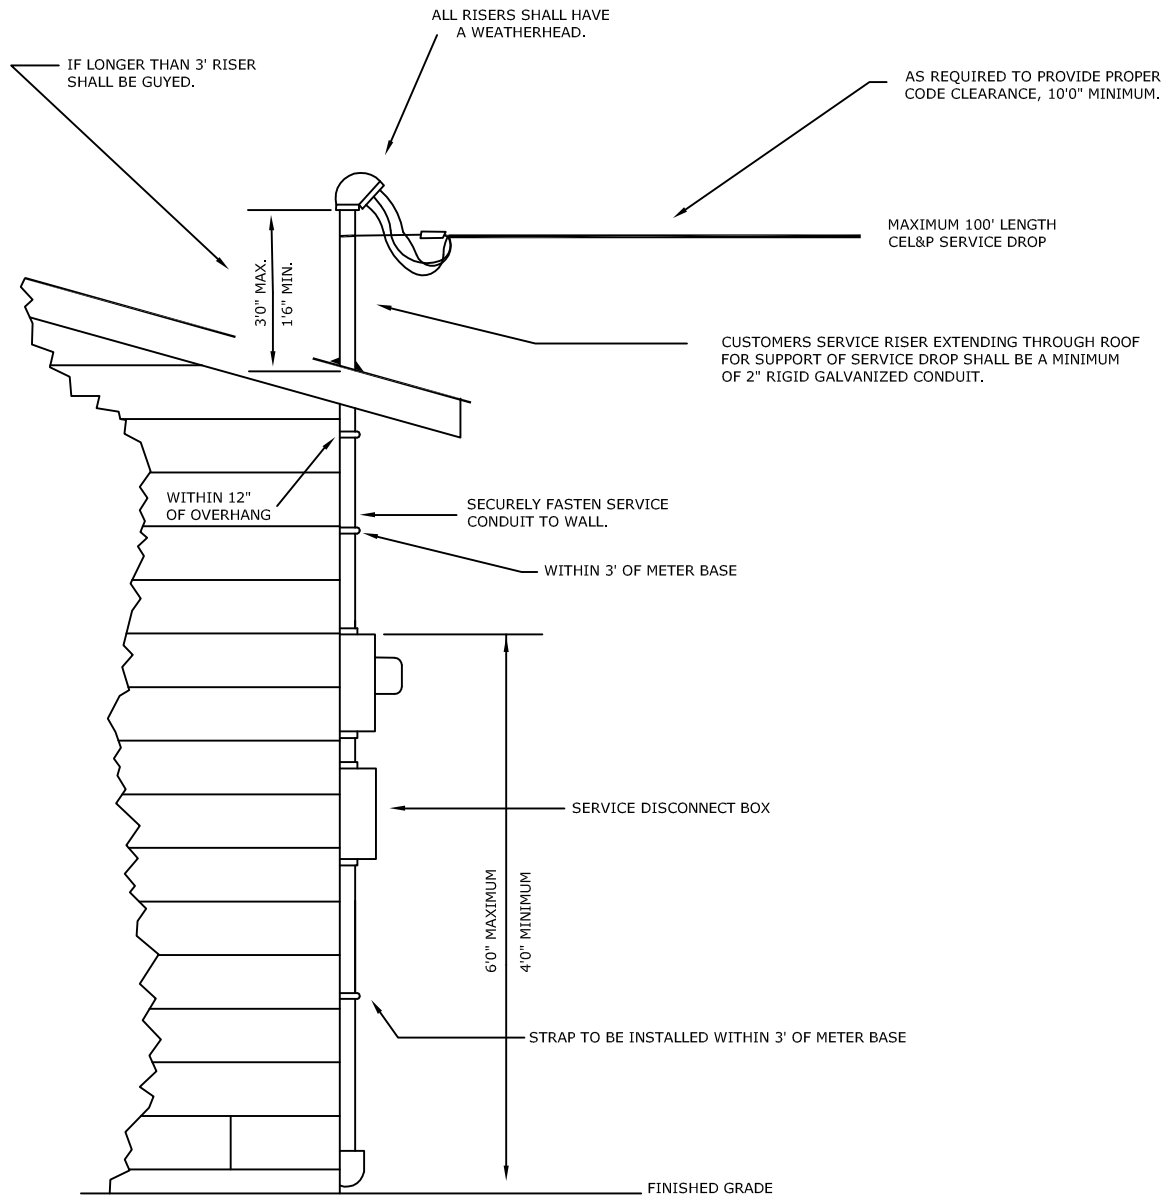 ALL RISERS SHALL HAVE
A WEATHERHEAD.
IF LONGER THAN 3' RISER
SHALL BE GUYED.
AS REQUIRED TO PROVIDE PROPER
CODE CLEARANCE, 10'0" MINIMUM.
MAXIMUM 100' LENGTH
CEL&P SERVICE DROP
3'0" MAX.
1'6" MIN.
CUSTOMERS SERVICE RISER EXTENDING THROUGH ROOF
FOR SUPPORT OF SERVICE DROP SHALL BE A MINIMUM
OF 2" RIGID GALVANIZED CONDUIT.
WITHIN 12"
OF OVERHANG
SECURELY FASTEN SERVICE
CONDUIT TO WALL.
WITHIN 3' OF METER BASE
SERVICE DISCONNECT BOX
6'0" MAXIMUM
4'0" MINIMUM
STRAP TO BE INSTALLED WITHIN 3' OF METER BASE
FINISHED GRADE